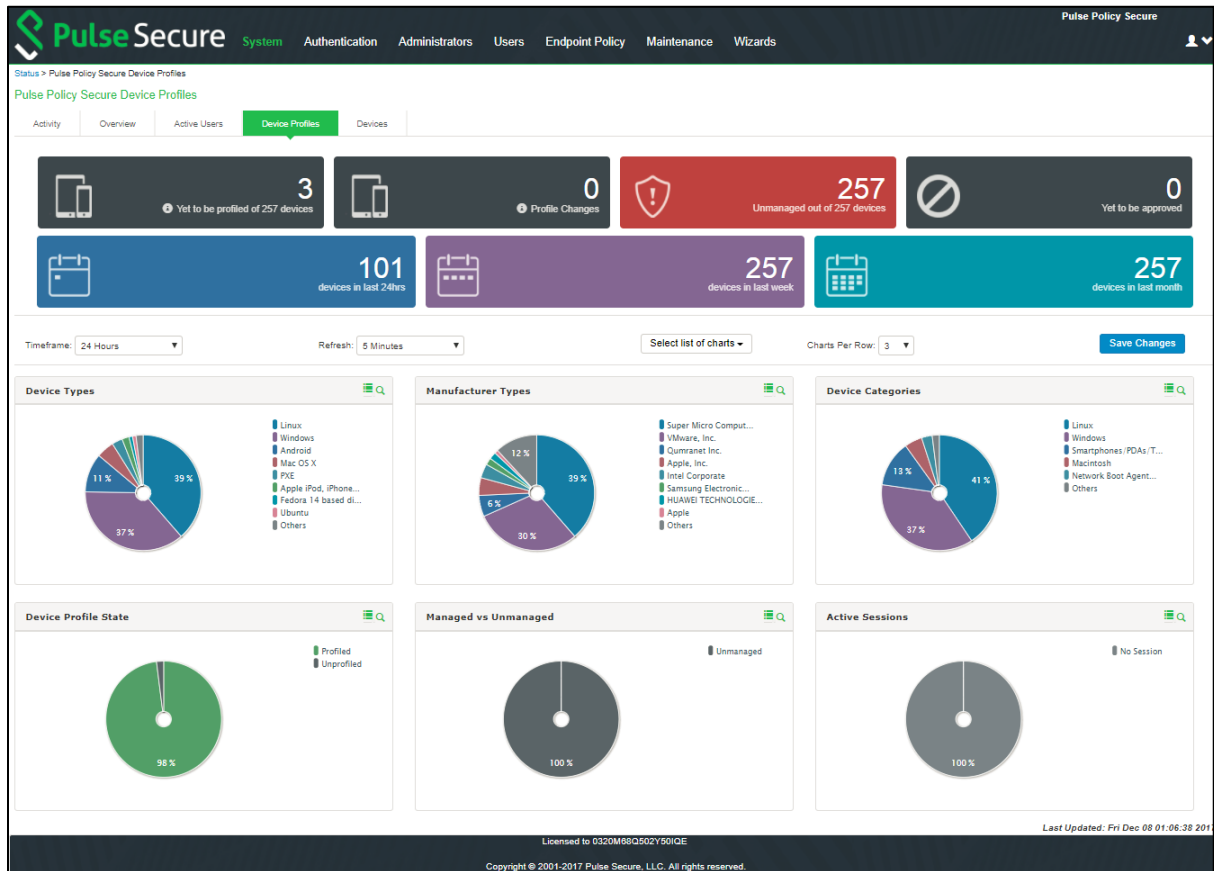 Pulse Policy Secure
Pulse Secure System Authentication Administrators Users Endpoint Policy Maintenance Wizards
Status > Pulse Policy Secure Device Profiles
Pulse Policy Secure Device Profiles
Activity Overview Active Users Device Profiles Devices
3
Yet to be profiled of 257 devices
0
Profile Changes
257
Unmanaged out of 257 devices
0
Yet to be approved
101
devices in last 24hrs
257
devices in last week
257
devices in last month
Timeframe: 24 Hours Refresh: 5 Minutes Select list of charts Charts Per Row: 3 Save Changes
Device Types
Linux
Windows
Android
Mac OS X
PXE
Apple iPod, iPhone...
Fedora 14 based di...
Ubuntu
Others
39 %
11 %
37 %
Manufacturer Types
Super Micro Comput...
VMware, Inc.
Qumranet Inc.
Apple, Inc.
Intel Corporate
Samsung Electronic...
HUAWEI TECHNOLOGIE...
Apple
Others
12 %
39 %
6 %
30 %
Device Categories
Linux
Windows
Smartphones/PDAs/T...
Macintosh
Network Boot Agent...
Others
13 %
41 %
37 %
Device Profile State
Profiled
Unprofiled
98 %
Managed vs Unmanaged
Unmanaged
100 %
Active Sessions
No Session
100 %
Last Updated: Fri Dec 08 01:06:38 2017
Licensed to 0320M68Q502Y50IQE
Copyright © 2001-2017 Pulse Secure, LLC. All rights reserved.